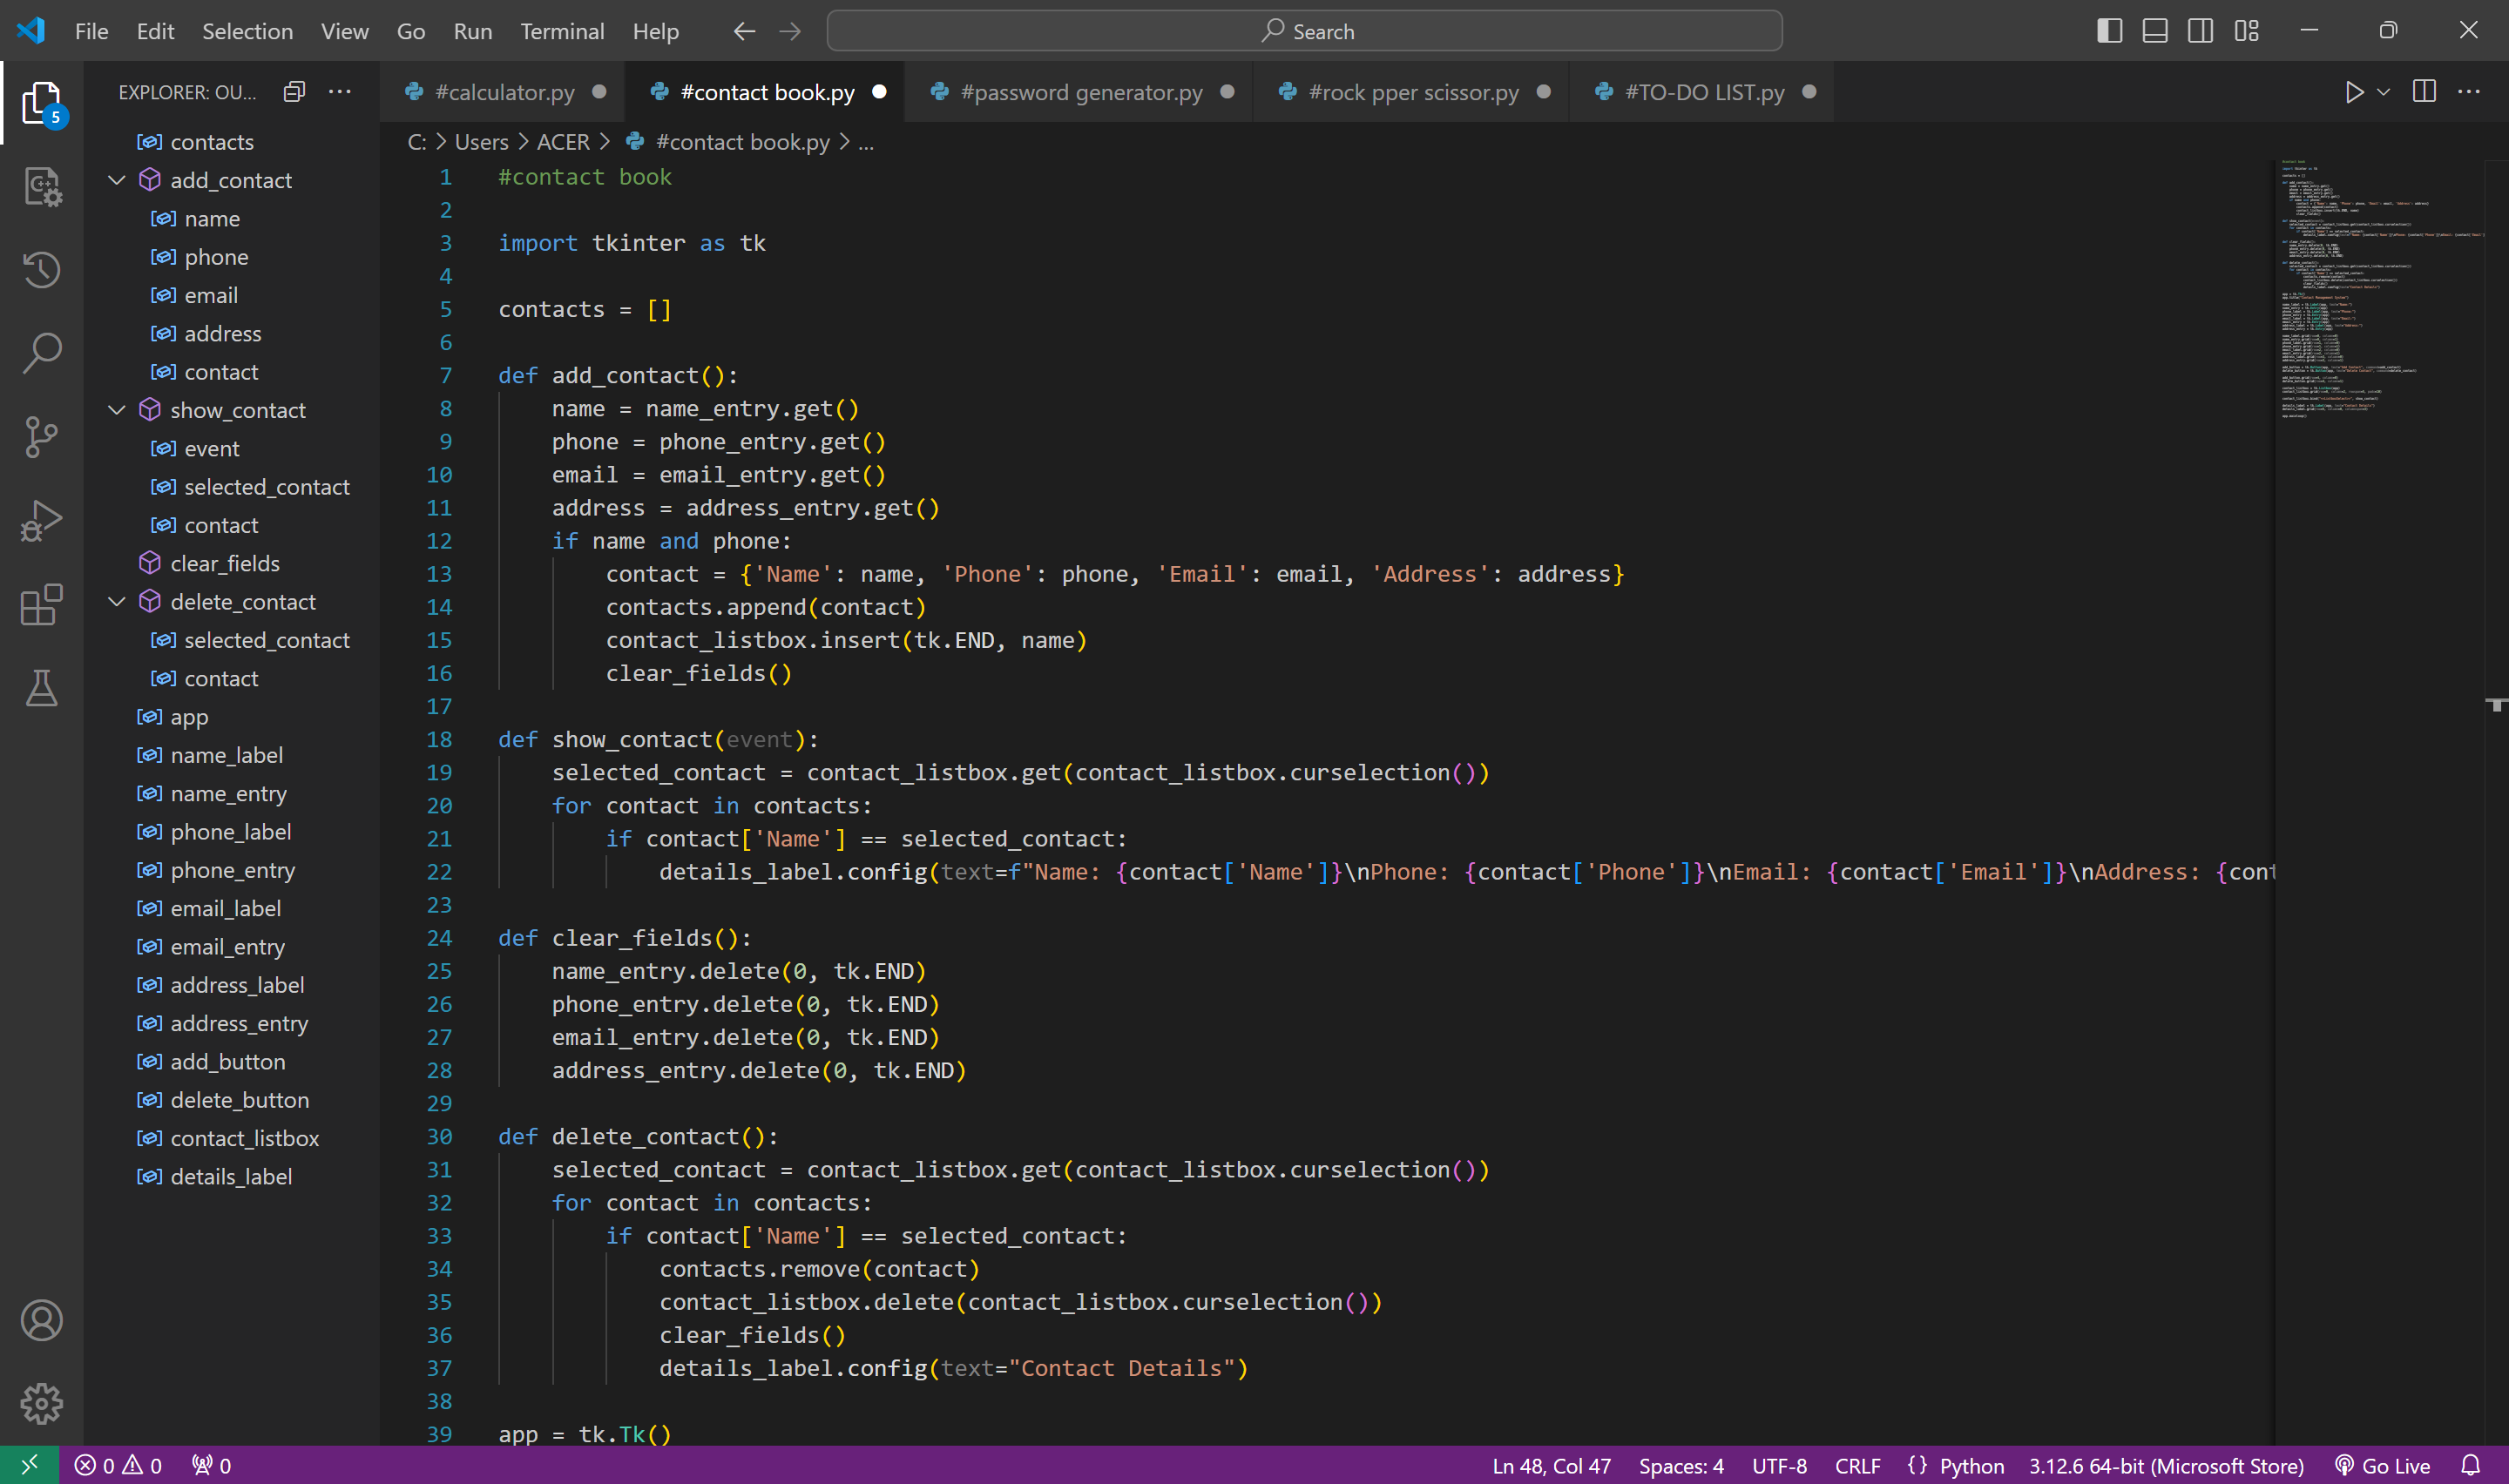 File Edit Selection View Go Run Terminal Help Search
EXPLORER: OU...
#calculator.py #contact book.py #password generator.py #rock pper scissor.py #TO-DO LIST.py
5
C: > Users > ACER > #contact book.py > ...
contacts
add_contact
name
phone
email
address
contact
show_contact
event
selected_contact
contact
clear_fields
delete_contact
selected_contact
contact
app
name_label
name_entry
phone_label
phone_entry
email_label
email_entry
address_label
address_entry
add_button
delete_button
contact_listbox
details_label
1 #contact book
2
3 import tkinter as tk
4
5 contacts = []
6
7 def add_contact():
8     name = name_entry.get()
9     phone = phone_entry.get()
10     email = email_entry.get()
11     address = address_entry.get()
12     if name and phone:
13         contact = {'Name': name, 'Phone': phone, 'Email': email, 'Address': address}
14         contacts.append(contact)
15         contact_listbox.insert(tk.END, name)
16         clear_fields()
17
18 def show_contact(event):
19     selected_contact = contact_listbox.get(contact_listbox.curselection())
20     for contact in contacts:
21         if contact['Name'] == selected_contact:
22             details_label.config(text=f"Name: {contact['Name']}\nPhone: {contact['Phone']}\nEmail: {contact['Email']}\nAddress: {cont
23
24 def clear_fields():
25     name_entry.delete(0, tk.END)
26     phone_entry.delete(0, tk.END)
27     email_entry.delete(0, tk.END)
28     address_entry.delete(0, tk.END)
29
30 def delete_contact():
31     selected_contact = contact_listbox.get(contact_listbox.curselection())
32     for contact in contacts:
33         if contact['Name'] == selected_contact:
34             contacts.remove(contact)
35             contact_listbox.delete(contact_listbox.curselection())
36             clear_fields()
37             details_label.config(text="Contact Details")
38
39 app = tk.Tk()
0 0 0 Ln 48, Col 47 Spaces: 4 UTF-8 CRLF {} Python 3.12.6 64-bit (Microsoft Store) Go Live